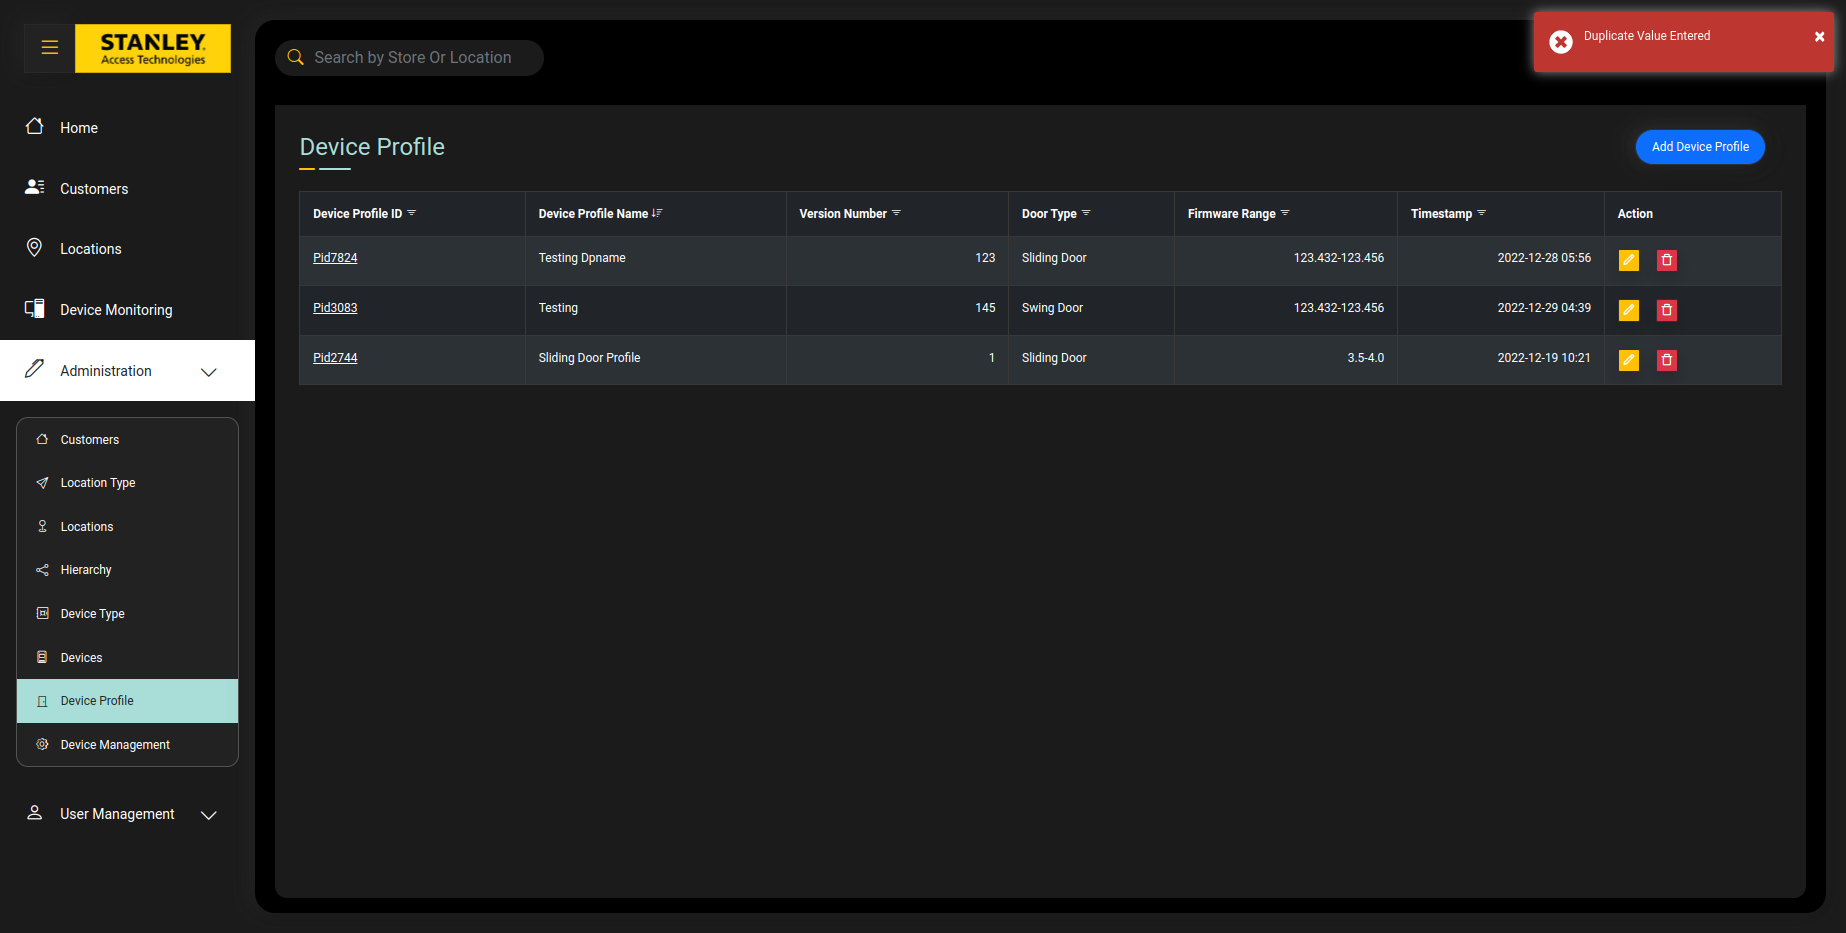 STANLEY.
Access Technologies
Search by Store Or Location
Duplicate Value Entered
Home
Customers
Locations
Device Monitoring
Administration
Customers
Location Type
Locations
Hierarchy
Device Type
Devices
Device Profile
Device Management
User Management
Device Profile
Add Device Profile
Device Profile ID Device Profile Name Version Number Door Type Firmware Range Timestamp Action
Pid7824 Testing Dpname 123 Sliding Door 123.432-123.456 2022-12-28 05:56
Pid3083 Testing 145 Swing Door 123.432-123.456 2022-12-29 04:39
Pid2744 Sliding Door Profile 1 Sliding Door 3.5-4.0 2022-12-19 10:21